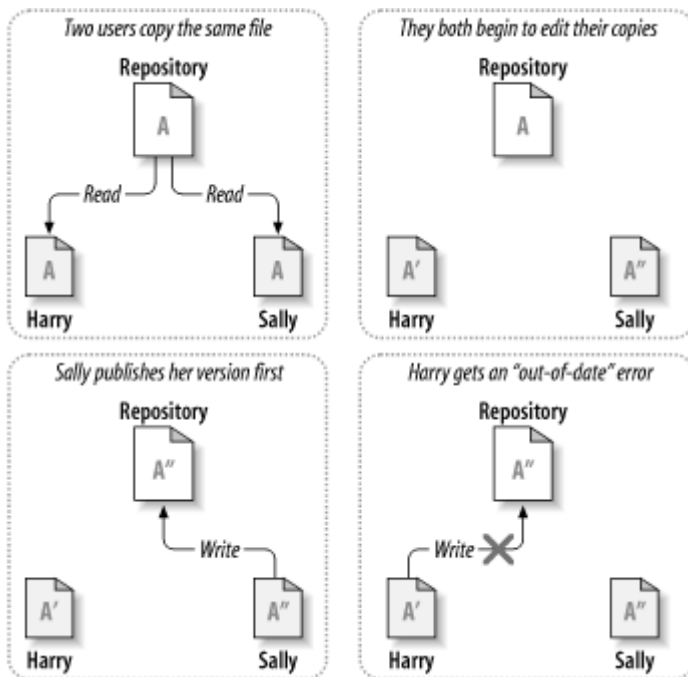 Two users copy the same file
Repository
A
Read
Read
A
A
Harry
Sally
They both begin to edit their copies
Repository
A
A′
A″
Harry
Sally
Sally publishes her version first
Repository
A″
Write
A′
A″
Harry
Sally
Harry gets an “out-of-date” error
Repository
A″
Write
A′
A″
Harry
Sally